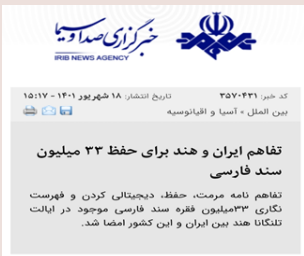 خبرگزاری صدا و سیما
IRIB NEWS AGENCY
کد خبر: ۳۵۷۰۴۳۱ تاریخ انتشار: ۱۸ شهریور ۱۴۰۱ - ۱۵:۱۷
بین الملل » آسیا و اقیانوسیه
تفاهم ایران و هند برای حفظ ۳۳ میلیون
سند فارسی
تفاهم نامه مرمت، حفظ، دیجیتالی کردن و فهرست
نگاری ۳۳میلیون فقره سند فارسی موجود در ایالت
تلنگانا هند بین ایران و این کشور امضا شد.